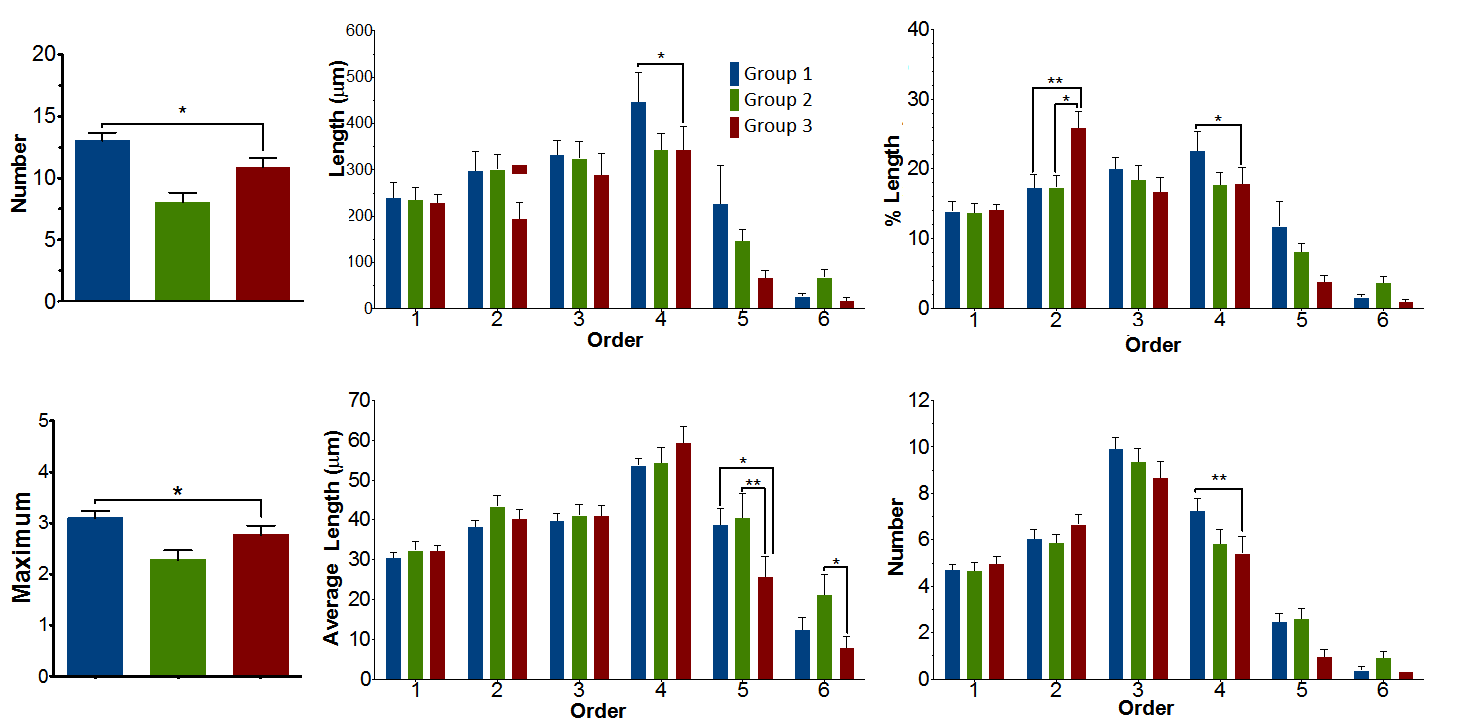 20
15
10
5
0
Number
*
600
500
400
300
200
100
0
Length (μm)
*
Group 1
Group 2
Group 3
1 2 3 4 5 6
Order
40
30
20
10
0
% Length
**
*
*
1 2 3 4 5 6
Order
5
4
3
2
1
0
Maximum
*
70
60
50
40
30
20
10
0
Average Length (μm)
*
**
*
1 2 3 4 5 6
Order
12
10
8
6
4
2
0
Number
**
1 2 3 4 5 6
Order